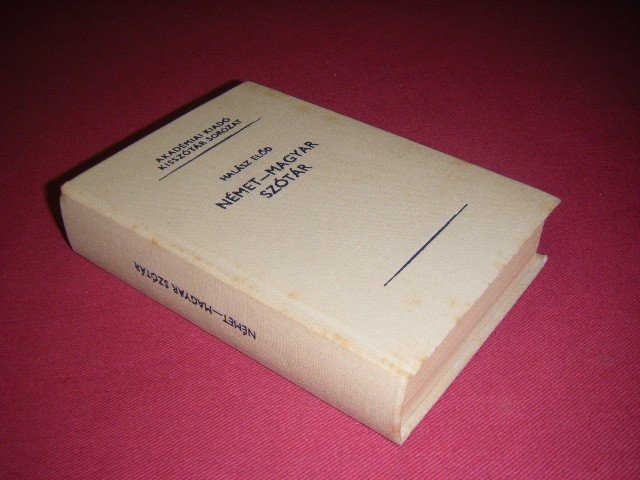 AKADÉMIAI KIADÓ
KISSZÓTÁR SOROZAT
HALÁSZ ELŐD
NÉMET—MAGYAR
SZÓTÁR
NÉMET—MAGYAR SZÓTÁR